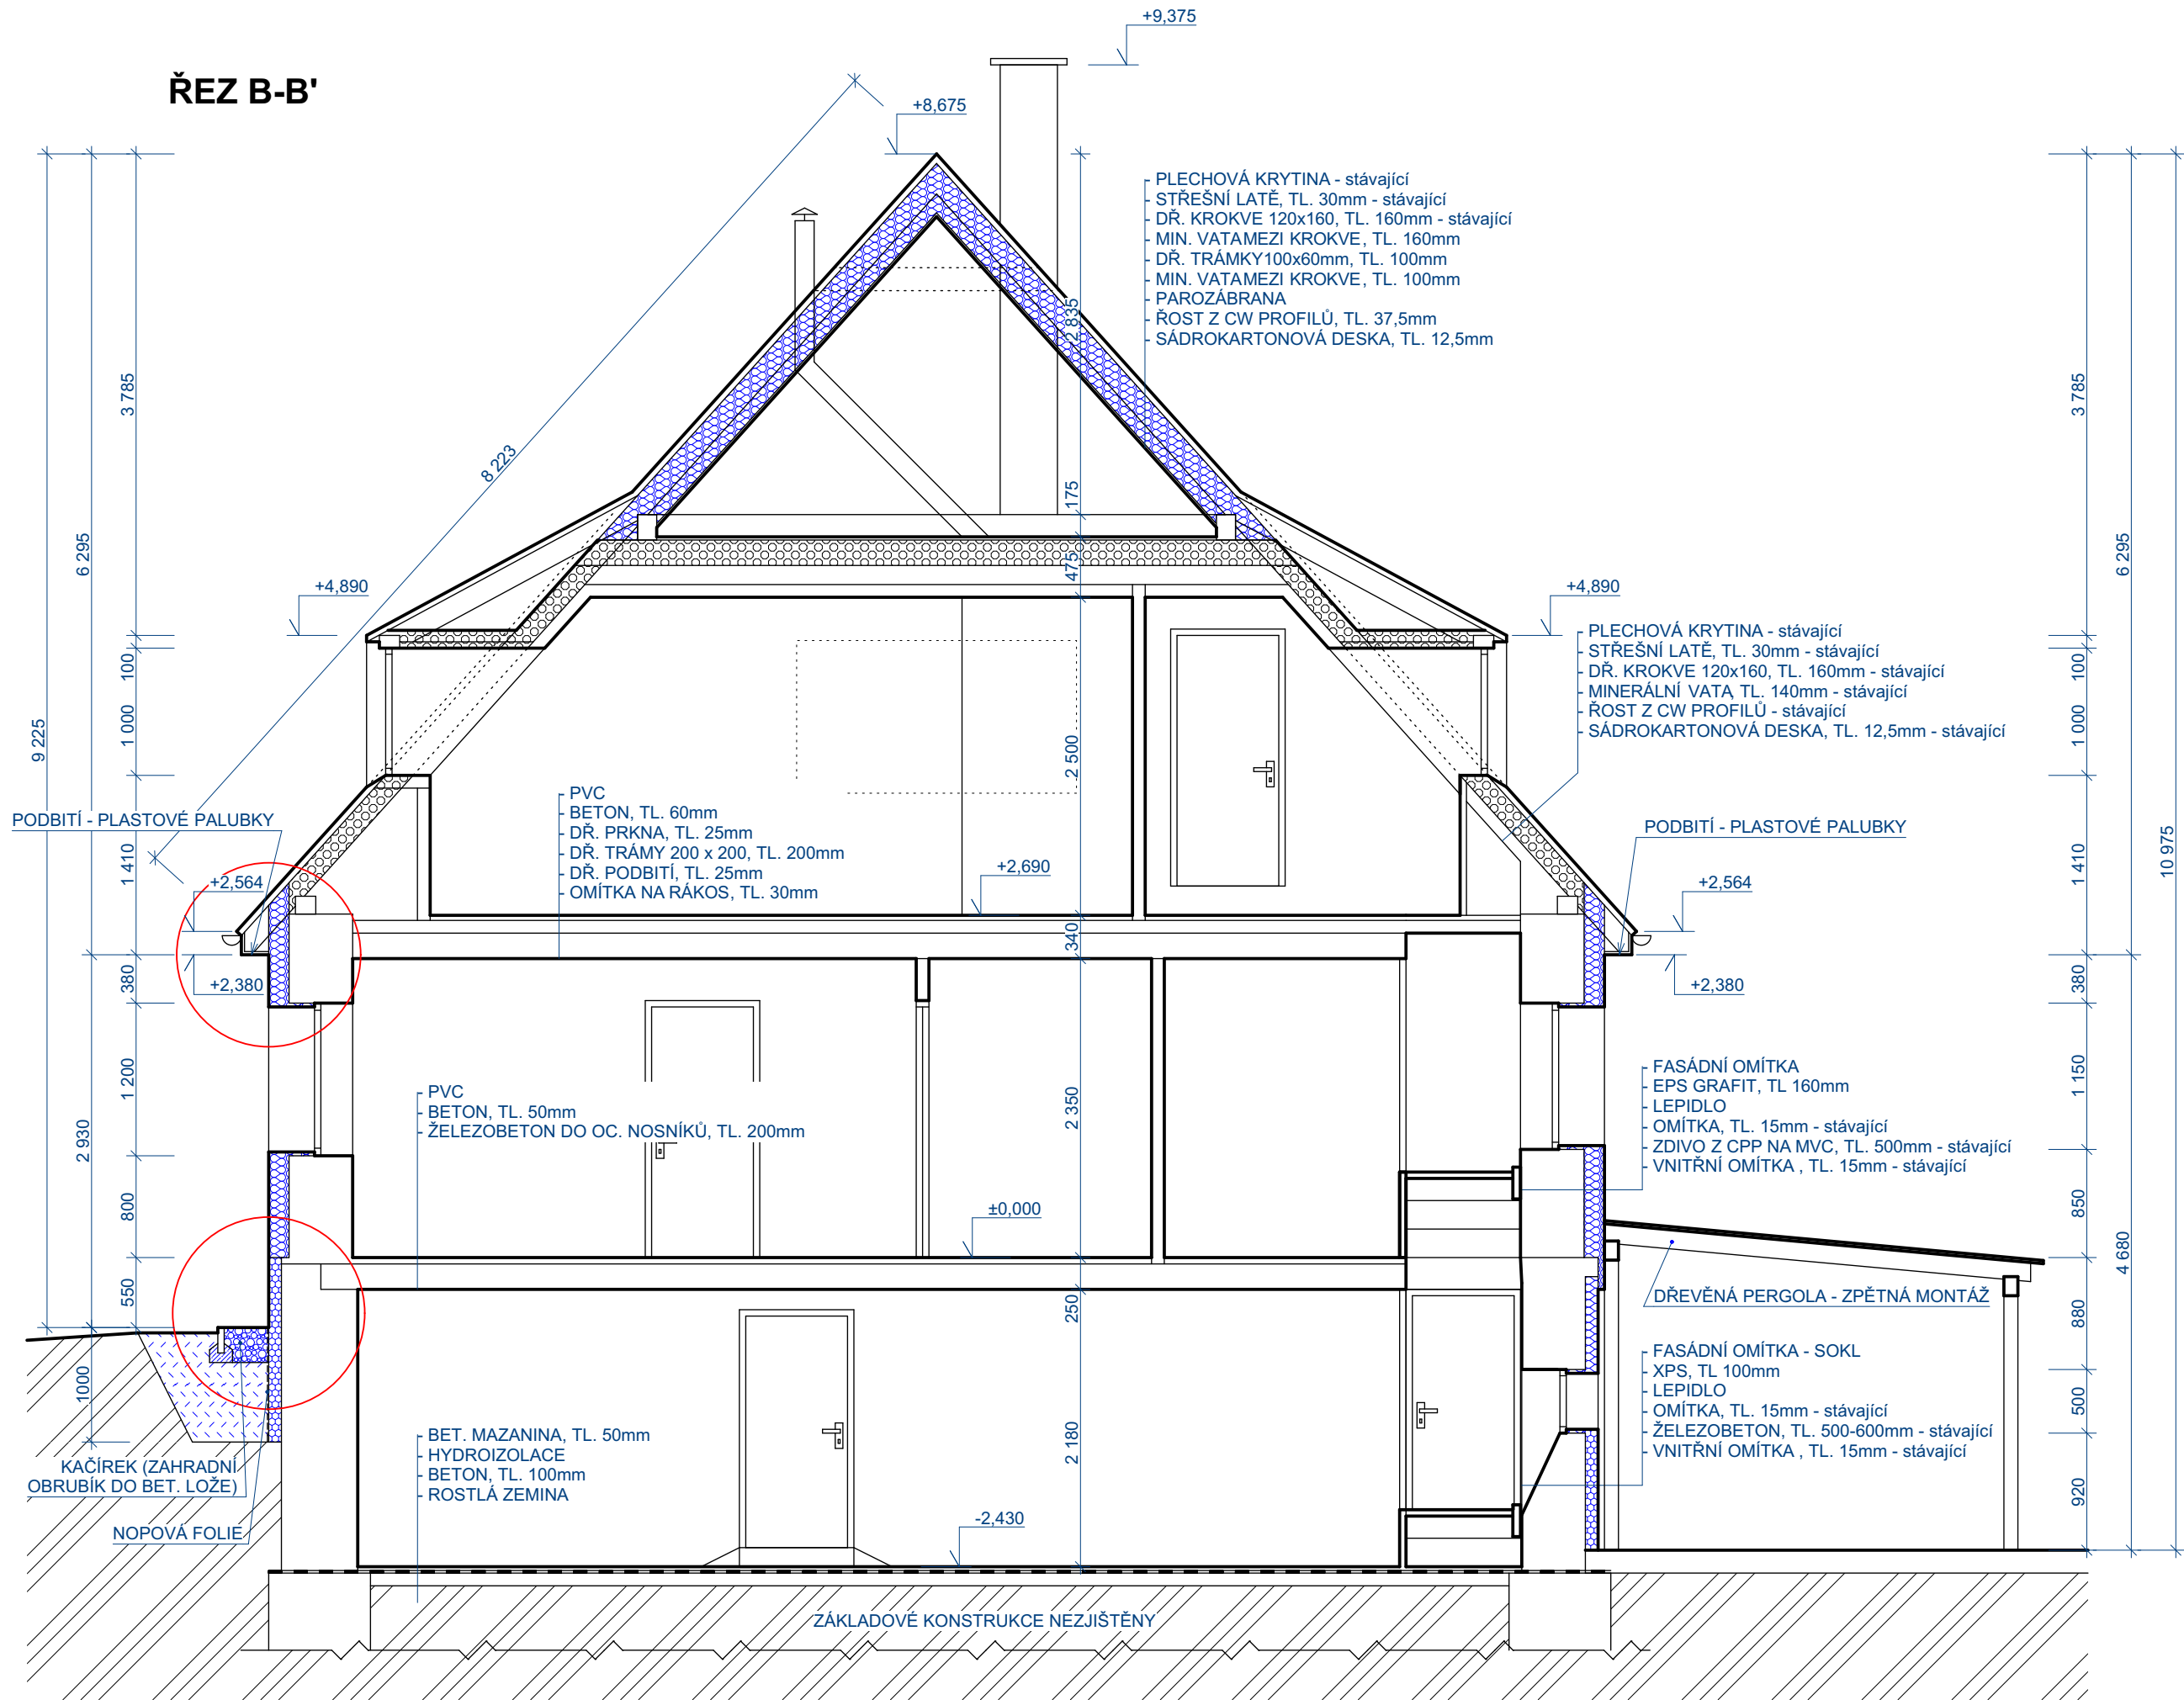 ŘEZ B-B'
+9,375
+8,675
- PLECHOVÁ KRYTINA - stávající
- STŘEŠNÍ LATĚ, TL. 30mm - stávající
- DŘ. KROKVE 120x160, TL. 160mm - stávající
- MIN. VATAMEZI KROKVE, TL. 160mm
- DŘ. TRÁMKY100x60mm, TL. 100mm
- MIN. VATAMEZI KROKVE, TL. 100mm
- PAROZÁBRANA
- ŘOST Z CW PROFILŮ, TL. 37,5mm
- SÁDROKARTONOVÁ DESKA, TL. 12,5mm
2 835
3 785
3 785
8 223
175
475
6 295
6 295
+4,890
+4,890
- PLECHOVÁ KRYTINA - stávající
- STŘEŠNÍ LATĚ, TL. 30mm - stávající
- DŘ. KROKVE 120x160, TL. 160mm - stávající
- MINERÁLNÍ VATA, TL. 140mm - stávající
- ŘOST Z CW PROFILŮ - stávající
- SÁDROKARTONOVÁ DESKA, TL. 12,5mm - stávající
100
100
1 000
1 000
9 225
2 500
- PVC
- BETON, TL. 60mm
- DŘ. PRKNA, TL. 25mm
- DŘ. TRÁMY 200 x 200, TL. 200mm
- DŘ. PODBITÍ, TL. 25mm
- OMÍTKA NA RÁKOS, TL. 30mm
PODBITÍ - PLASTOVÉ PALUBKY
PODBITÍ - PLASTOVÉ PALUBKY
1 410
1 410
10 975
+2,564
+2,690
+2,564
340
380
380
+2,380
+2,380
1 200
1 150
2 350
- FASÁDNÍ OMÍTKA
- EPS GRAFIT, TL 160mm
- LEPIDLO
- OMÍTKA, TL. 15mm - stávající
- ZDIVO Z CPP NA MVC, TL. 500mm - stávající
- VNITŘNÍ OMÍTKA , TL. 15mm - stávající
- PVC
- BETON, TL. 50mm
- ŽELEZOBETON DO OC. NOSNÍKŮ, TL. 200mm
2 930
800
850
±0,000
4 680
550
250
880
DŘEVĚNÁ PERGOLA - ZPĚTNÁ MONTÁŽ
- FASÁDNÍ OMÍTKA - SOKL
- XPS, TL 100mm
- LEPIDLO
- OMÍTKA, TL. 15mm - stávající
- ŽELEZOBETON, TL. 500-600mm - stávající
- VNITŘNÍ OMÍTKA , TL. 15mm - stávající
1000
500
2 180
920
- BET. MAZANINA, TL. 50mm
- HYDROIZOLACE
- BETON, TL. 100mm
- ROSTLÁ ZEMINA
KAČÍREK (ZAHRADNÍ
OBRUBÍK DO BET. LOŽE)
NOPOVÁ FOLIE
-2,430
ZÁKLADOVÉ KONSTRUKCE NEZJIŠTĚNY